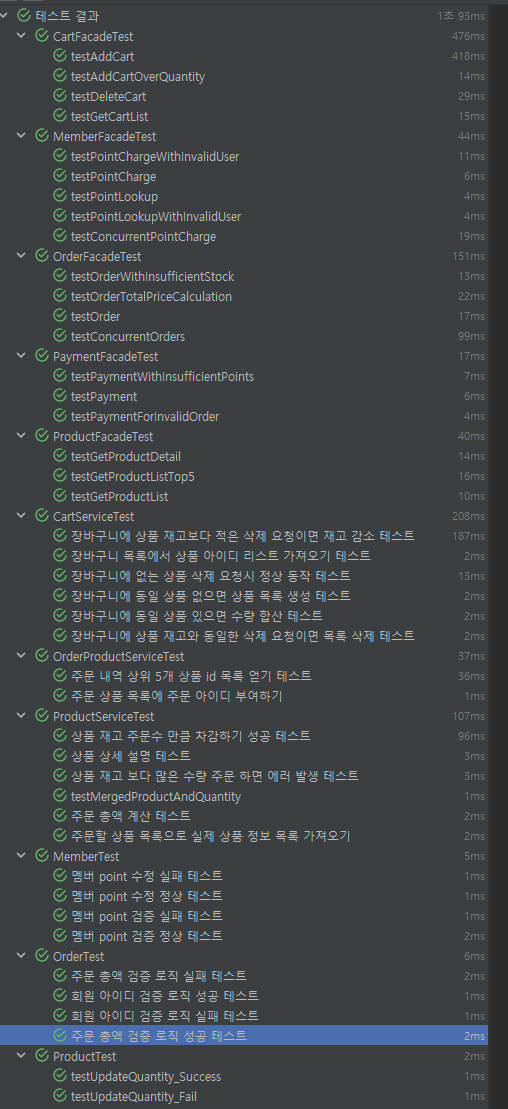 테스트 결과 1초 93ms
CartFacadeTest 476ms
testAddCart 418ms
testAddCartOverQuantity 14ms
testDeleteCart 29ms
testGetCartList 15ms
MemberFacadeTest 44ms
testPointChargeWithInvalidUser 11ms
testPointCharge 6ms
testPointLookup 4ms
testPointLookupWithInvalidUser 4ms
testConcurrentPointCharge 19ms
OrderFacadeTest 151ms
testOrderWithInsufficientStock 13ms
testOrderTotalPriceCalculation 22ms
testOrder 17ms
testConcurrentOrders 99ms
PaymentFacadeTest 17ms
testPaymentWithInsufficientPoints 7ms
testPayment 6ms
testPaymentForInvalidOrder 4ms
ProductFacadeTest 40ms
testGetProductDetail 14ms
testGetProductListTop5 16ms
testGetProductList 10ms
CartServiceTest 208ms
장바구니에 상품 재고보다 적은 삭제 요청이면 재고 감소 테스트 187ms
장바구니 목록에서 상품 아이디 리스트 가져오기 테스트 2ms
장바구니에 없는 상품 삭제 요청시 정상 동작 테스트 13ms
장바구니에 동일 상품 없으면 상품 목록 생성 테스트 2ms
장바구니에 동일 상품 있으면 수량 합산 테스트 2ms
장바구니에 상품 재고와 동일한 삭제 요청이면 목록 삭제 테스트 2ms
OrderProductServiceTest 37ms
주문 내역 상위 5개 상품 id 목록 얻기 테스트 36ms
주문 상품 목록에 주문 아이디 부여하기 1ms
ProductServiceTest 107ms
상품 재고 주문수 만큼 차감하기 성공 테스트 96ms
상품 상세 설명 테스트 3ms
상품 재고 보다 많은 수량 주문 하면 에러 발생 테스트 3ms
testMergedProductAndQuantity 1ms
주문 총액 계산 테스트 2ms
주문할 상품 목록으로 실제 상품 정보 목록 가져오기 2ms
MemberTest 5ms
멤버 point 수정 실패 테스트 1ms
멤버 point 수정 정상 테스트 1ms
멤버 point 검증 실패 테스트 1ms
멤버 point 검증 정상 테스트 2ms
OrderTest 6ms
주문 총액 검증 로직 실패 테스트 2ms
회원 아이디 검증 로직 성공 테스트 1ms
회원 아이디 검증 로직 실패 테스트 1ms
주문 총액 검증 로직 성공 테스트 2ms
ProductTest 2ms
testUpdateQuantity_Success 1ms
testUpdateQuantity_Fail 1ms